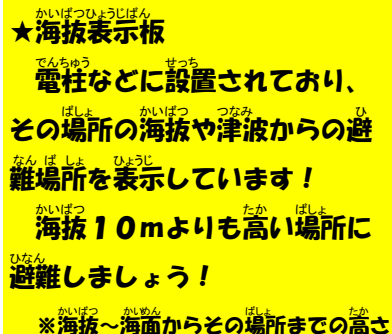 ★海抜表示板
電柱などに設置されており、
その場所の海抜や津波からの避
難場所を表示しています！
海抜１０ｍよりも高い場所に
避難しましょう！
※海抜～海面からその場所までの高さ